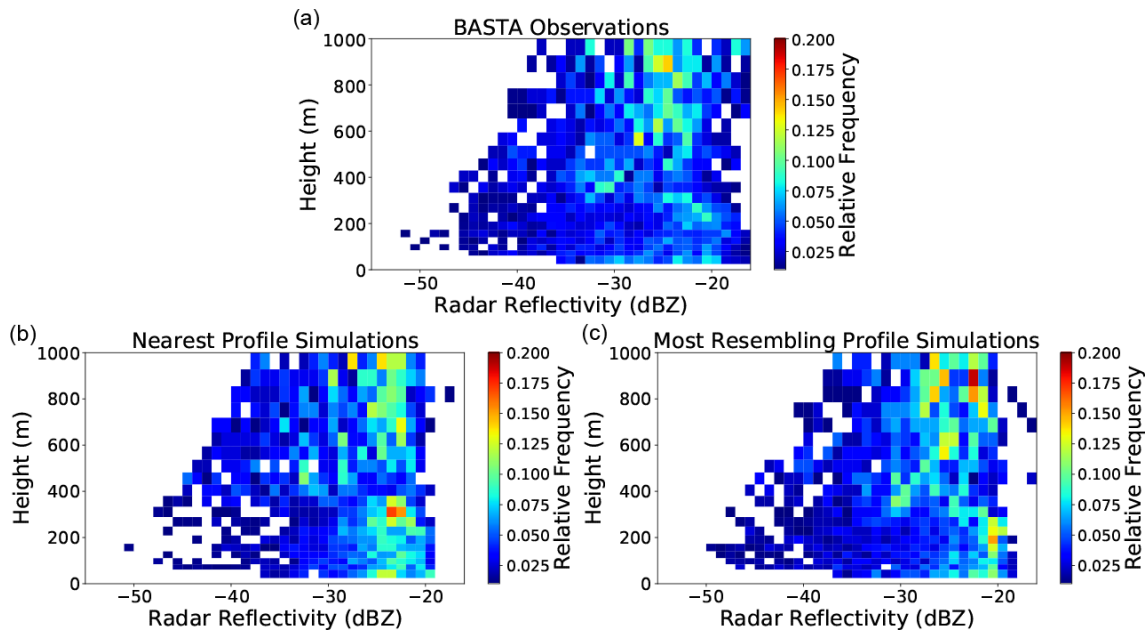 (a)
BASTA Observations
Height (m)
1000
800
600
400
200
0
−50 −40 −30 −20
Radar Reflectivity (dBZ)
0.200
0.175
0.150
0.125
0.100
0.075
0.050
0.025
Relative Frequency
(b)
Nearest Profile Simulations
Height (m)
1000
800
600
400
200
0
−50 −40 −30 −20
Radar Reflectivity (dBZ)
0.200
0.175
0.150
0.125
0.100
0.075
0.050
0.025
Relative Frequency
(c)
Most Resembling Profile Simulations
Height (m)
1000
800
600
400
200
0
−50 −40 −30 −20
Radar Reflectivity (dBZ)
0.200
0.175
0.150
0.125
0.100
0.075
0.050
0.025
Relative Frequency